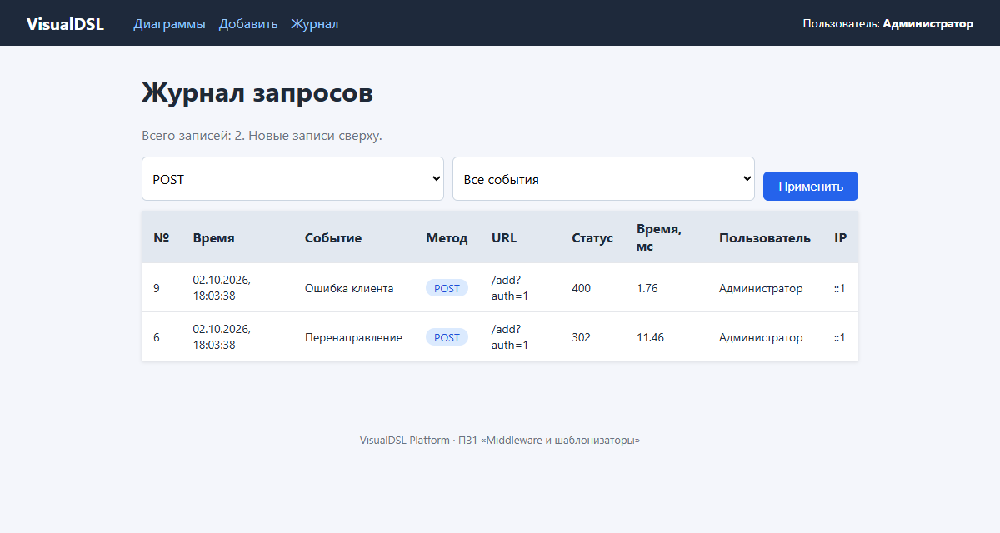 VisualDSL Диаграммы Добавить Журнал Пользователь: Администратор
Журнал запросов
Всего записей: 2. Новые записи сверху.
POST Все события Применить
№ Время Событие Метод URL Статус Время, мс Пользователь IP
9 02.10.2026, 18:03:38 Ошибка клиента POST /add?auth=1 400 1.76 Администратор ::1
6 02.10.2026, 18:03:38 Перенаправление POST /add?auth=1 302 11.46 Администратор ::1
VisualDSL Platform · ПЗ1 «Middleware и шаблонизаторы»